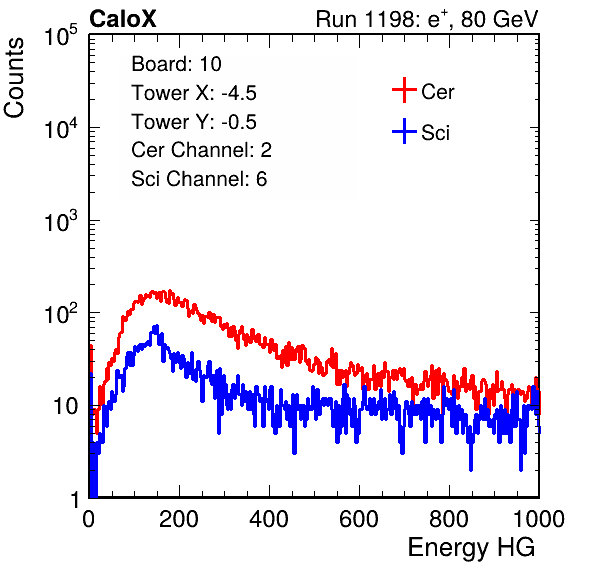 CaloX Run 1198: e⁺, 80 GeV
Counts
10⁵
10⁴
10³
10²
10
1
Board: 10
Tower X: -4.5
Tower Y: -0.5
Cer Channel: 2
Sci Channel: 6
Cer
Sci
0 200 400 600 800 1000
Energy HG